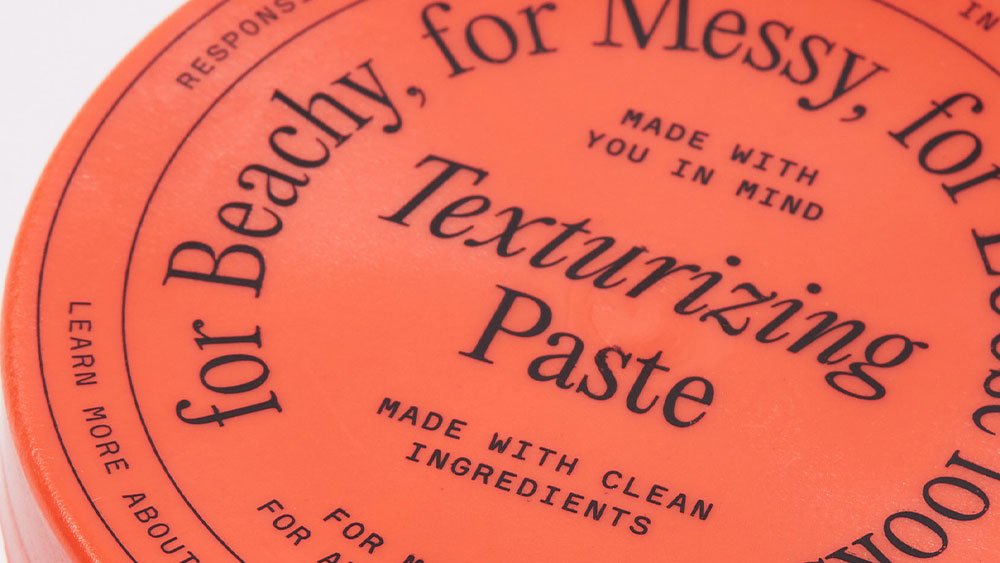 RESPONS
IN
for Beachy, for Messy, for
MADE WITH
YOU IN MIND
Texturizing
Paste
MADE WITH CLEAN
INGREDIENTS
FOR M
FOR A
LEARN MORE ABOUT